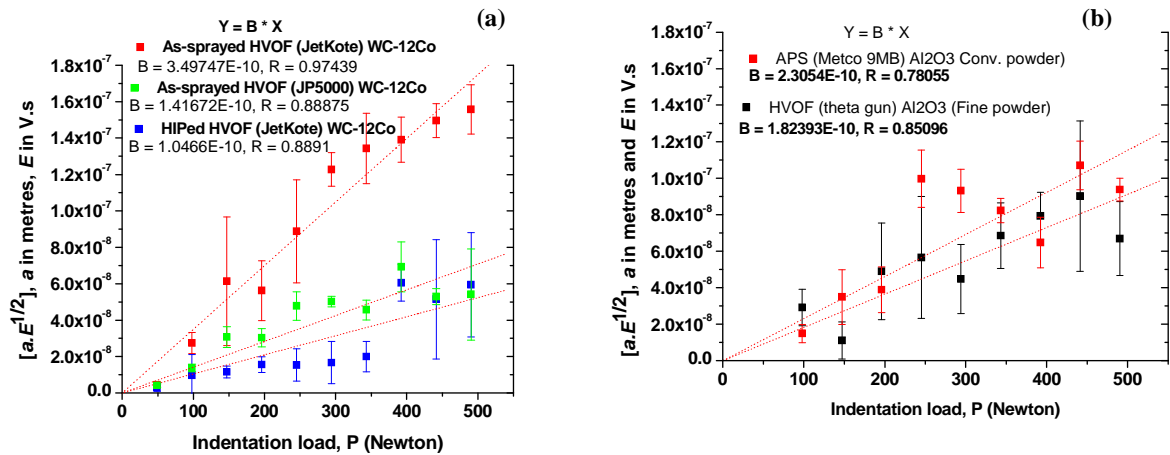 (a)
Y = B * X
As-sprayed HVOF (JetKote) WC-12Co
B = 3.49747E-10, R = 0.97439
As-sprayed HVOF (JP5000) WC-12Co
B = 1.41672E-10, R = 0.88875
HIPed HVOF (JetKote) WC-12Co
B = 1.0466E-10, R = 0.8891
[a.E^1/2], a in metres, E in V.s
1.8x10^-7
1.6x10^-7
1.4x10^-7
1.2x10^-7
1.0x10^-7
8.0x10^-8
6.0x10^-8
4.0x10^-8
2.0x10^-8
0.0
0 100 200 300 400 500
Indentation load, P (Newton)
(b)
Y = B * X
APS (Metco 9MB) Al2O3 Conv. powder)
B = 2.3054E-10, R = 0.78055
HVOF (theta gun) Al2O3 (Fine powder)
B = 1.82393E-10, R = 0.85096
[a.E^1/2], a in metres and E in V.s
1.8x10^-7
1.6x10^-7
1.4x10^-7
1.2x10^-7
1.0x10^-7
8.0x10^-8
6.0x10^-8
4.0x10^-8
2.0x10^-8
0.0
100 200 300 400 500
Indentation load, P (Newton)